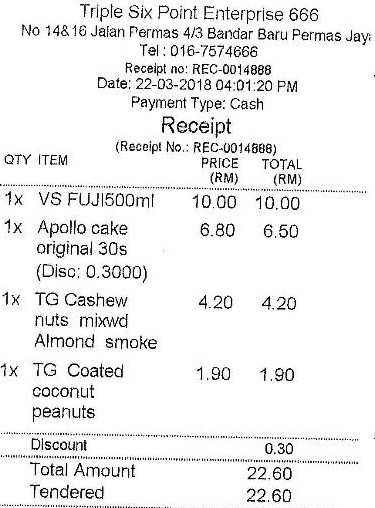 Triple Six Point Enterprise 666
No 14&16 Jalan Permas 4/3 Bandar Baru Permas Jaya
Tel : 016-7574666
Receipt no: REC-0014888
Date: 22-03-2018 04:01:20 PM
Payment Type: Cash
Receipt
(Receipt No.: REC-0014888)
QTY ITEM PRICE TOTAL
(RM) (RM)
1x VS FUJI500ml 10.00 10.00
1x Apollo cake 6.80 6.50
original 30s
(Disc: 0.3000)
1x TG Cashew 4.20 4.20
nuts mixwd
Almond smoke
1x TG Coated 1.90 1.90
coconut
peanuts
Discount 0.30
Total Amount 22.60
Tendered 22.60